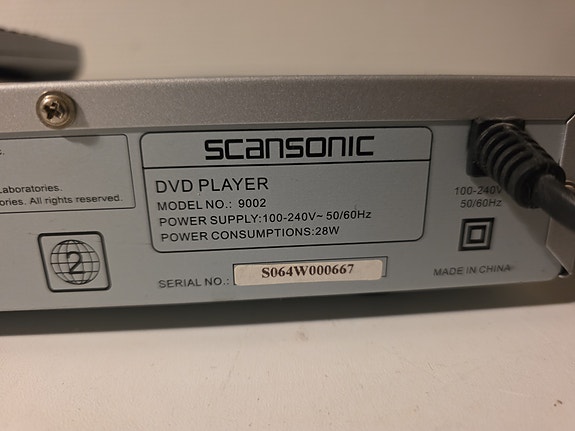 s.
Laboratories.
ories. All rights reserved.
2
SCANSONIC
DVD PLAYER
MODEL NO.: 9002
POWER SUPPLY:100-240V~ 50/60Hz
POWER CONSUMPTIONS:28W
SERIAL NO.: S064W000667
100-240V
50/60Hz
MADE IN CHINA